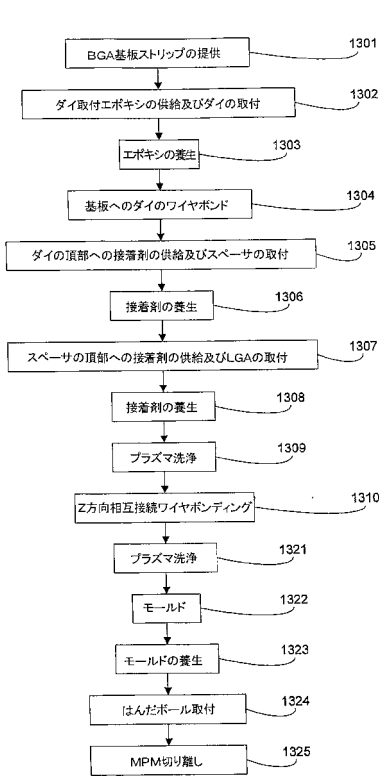 BGA基板ストリップの提供
1301
ダイ取付エポキシの供給及びダイの取付
1302
エポキシの養生
1303
基板へのダイのワイヤボンド
1304
ダイの頂部への接着剤の供給及びスペーサの取付
1305
接着剤の養生
1306
スペーサの頂部への接着剤の供給及びLGAの取付
1307
接着剤の養生
1308
プラズマ洗浄
1309
Z方向相互接続ワイヤボンディング
1310
プラズマ洗浄
1321
モールド
1322
モールドの養生
1323
はんだボール取付
1324
MPM切り離し
1325